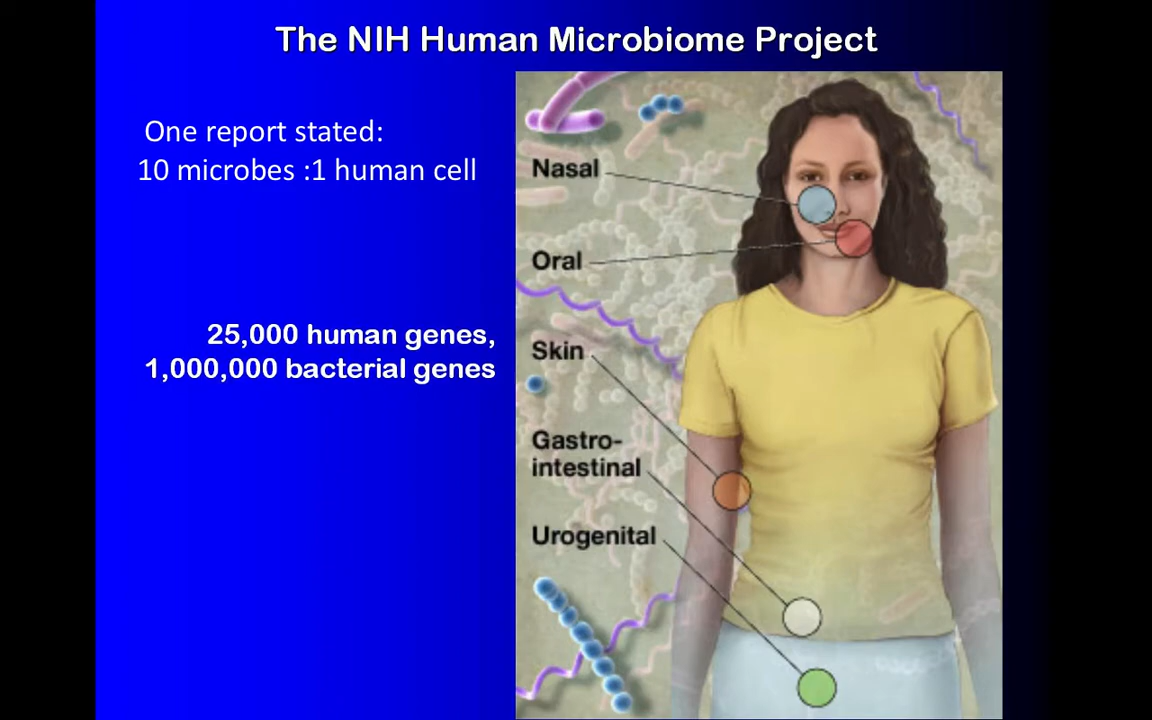 The NIH Human Microbiome Project
One report stated:
10 microbes :1 human cell
25,000 human genes,
1,000,000 bacterial genes
Nasal
Oral
Skin
Gastro-
intestinal
Urogenital